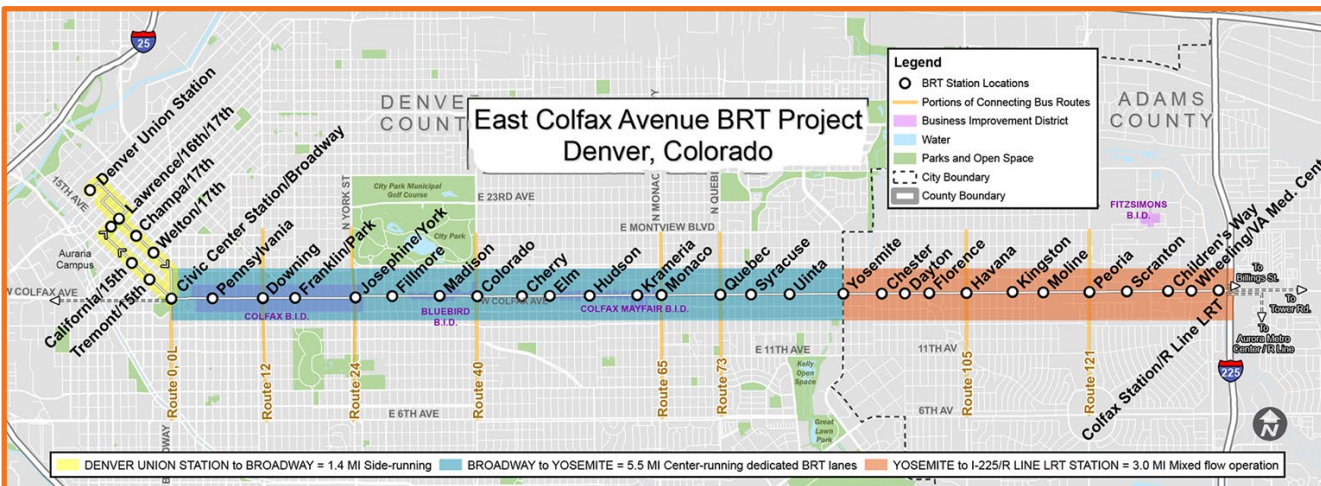 25
DENVER
COUNTY
East Colfax Avenue BRT Project
Denver, Colorado
Legend
BRT Station Locations
Portions of Connecting Bus Routes
Business Improvement District
Water
Parks and Open Space
City Boundary
County Boundary
ADAMS
COUNTY
FITZSIMONS
B.I.D.
15TH AVE
Auraria
Campus
W COLFAX AVE
Denver Union Station
Lawrence/16th/17th
Champa/17th
Welton/17th
California/15th
Tremont/15th
Civic Center Station/Broadway
Pennsylvania
Downing
Franklin/Park
Josephine/York
Fillmore
Madison
Colorado
Cherry
Elm
Hudson
Krameria
Monaco
Quebec
Syracuse
Uinta
Yosemite
Chester
Dayton
Florence
Havana
Kingston
Moline
Peoria
Scranton
Children's Way
Wheeling/VA Med. Cent
Colfax Station/R Line LRT
N YORK ST
City Park Municipal
Golf Course
City Park
E 23RD AVE
N MONAC
Y
N QUEB
E MONTVIEW BLVD
W COLFAX AVE
COLFAX B.I.D.
BLUEBIRD
B.I.D.
COLFAX MAYFAIR B.I.D.
E 11TH AVE
11TH AV
Kelly
Open
Space
Great
Lawn
Park
E 6TH AVE
6TH AV
Route 0, 0L
Route 12
Route 24
Route 40
Route 65
Route 73
Route 105
Route 121
To
Billings St.
To
Tower Rd.
To
Aurora Metro
Center / R Line
225
N
DENVER UNION STATION to BROADWAY = 1.4 MI Side-running
BROADWAY to YOSEMITE = 5.5 MI Center-running dedicated BRT lanes
YOSEMITE to I-225/R LINE LRT STATION = 3.0 MI Mixed flow operation